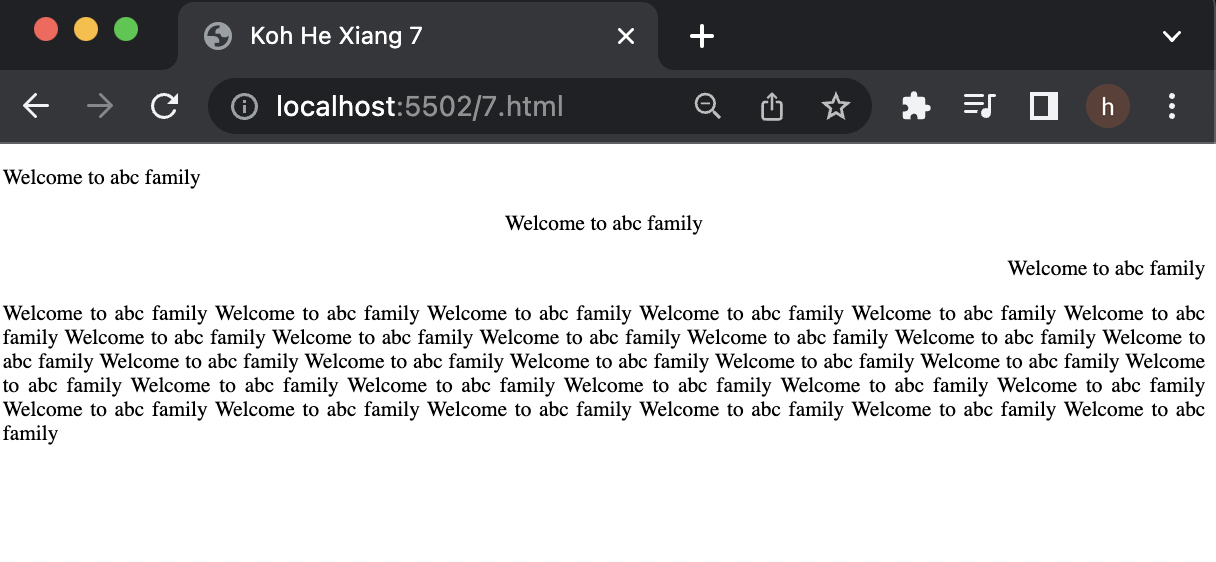 Koh He Xiang 7
localhost:5502/7.html
h
Welcome to abc family
Welcome to abc family
Welcome to abc family
Welcome to abc family Welcome to abc family Welcome to abc family Welcome to abc family Welcome to abc family Welcome to abc
family Welcome to abc family Welcome to abc family Welcome to abc family Welcome to abc family Welcome to abc family Welcome to
abc family Welcome to abc family Welcome to abc family Welcome to abc family Welcome to abc family Welcome to abc family Welcome
to abc family Welcome to abc family Welcome to abc family Welcome to abc family Welcome to abc family Welcome to abc family
Welcome to abc family Welcome to abc family Welcome to abc family Welcome to abc family Welcome to abc family Welcome to abc
family